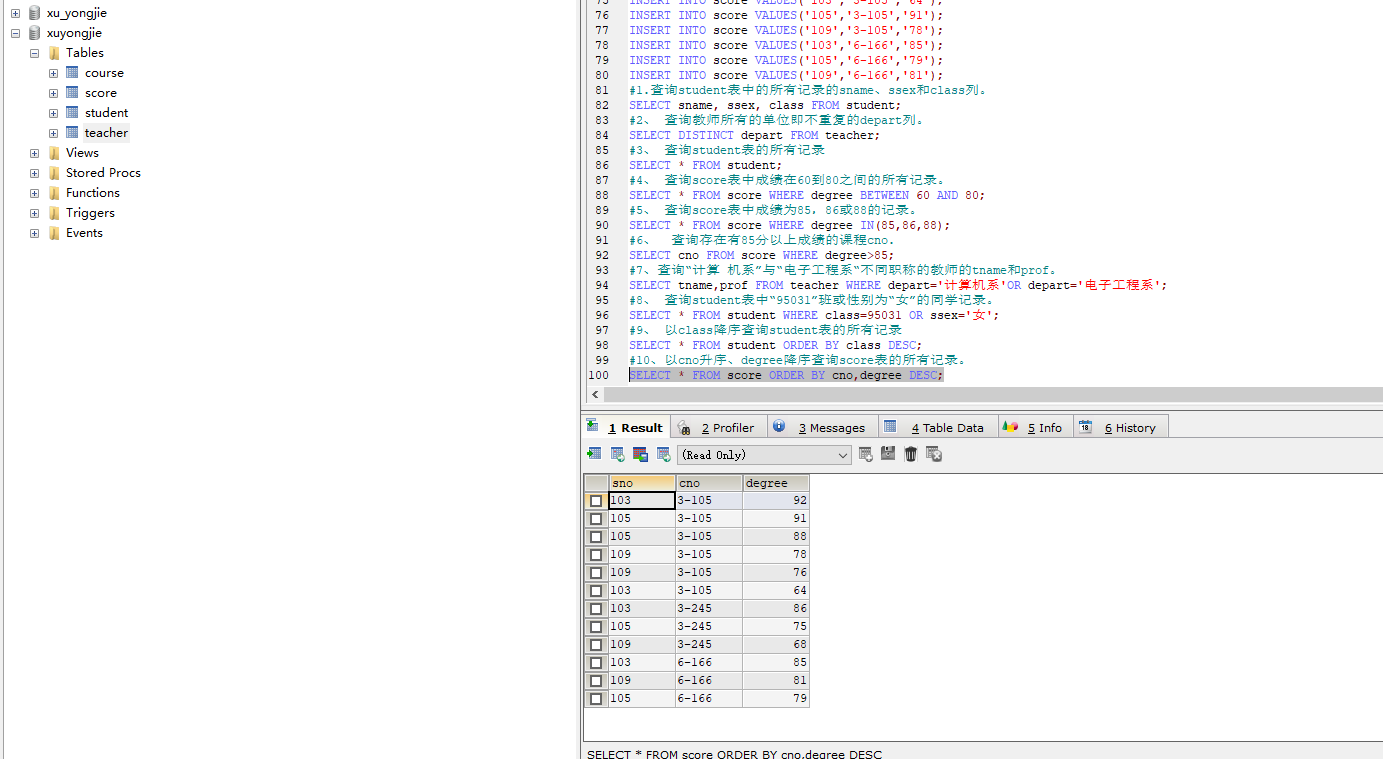 xu_yongjie
xuyongjie
Tables
course
score
student
teacher
Views
Stored Procs
Functions
Triggers
Events
75 INSERT INTO score VALUES('103','3-105','64');
76 INSERT INTO score VALUES('105','3-105','91');
77 INSERT INTO score VALUES('109','3-105','78');
78 INSERT INTO score VALUES('103','6-166','85');
79 INSERT INTO score VALUES('105','6-166','79');
80 INSERT INTO score VALUES('109','6-166','81');
81 #1.查询student表中的所有记录的sname、ssex和class列。
82 SELECT sname, ssex, class FROM student;
83 #2、 查询教师所有的单位即不重复的depart列。
84 SELECT DISTINCT depart FROM teacher;
85 #3、 查询student表的所有记录
86 SELECT * FROM student;
87 #4、 查询score表中成绩在60到80之间的所有记录。
88 SELECT * FROM score WHERE degree BETWEEN 60 AND 80;
89 #5、 查询score表中成绩为85，86或88的记录。
90 SELECT * FROM score WHERE degree IN(85,86,88);
91 #6、  查询存在有85分以上成绩的课程cno.
92 SELECT cno FROM score WHERE degree>85;
93 #7、查询“计算 机系”与“电子工程系“不同职称的教师的tname和prof。
94 SELECT tname,prof FROM teacher WHERE depart='计算机系'OR depart='电子工程系';
95 #8、 查询student表中“95031”班或性别为“女”的同学记录。
96 SELECT * FROM student WHERE class=95031 OR ssex='女';
97 #9、 以class降序查询student表的所有记录
98 SELECT * FROM student ORDER BY class DESC;
99 #10、以cno升序、degree降序查询score表的所有记录。
100 SELECT * FROM score ORDER BY cno,degree DESC;
1 Result 2 Profiler 3 Messages 4 Table Data 5 Info 6 History
(Read Only)
sno cno degree
103 3-105 92
105 3-105 91
105 3-105 88
109 3-105 78
109 3-105 76
103 3-105 64
103 3-245 86
105 3-245 75
109 3-245 68
103 6-166 85
109 6-166 81
105 6-166 79
SELECT * FROM score ORDER BY cno,degree DESC